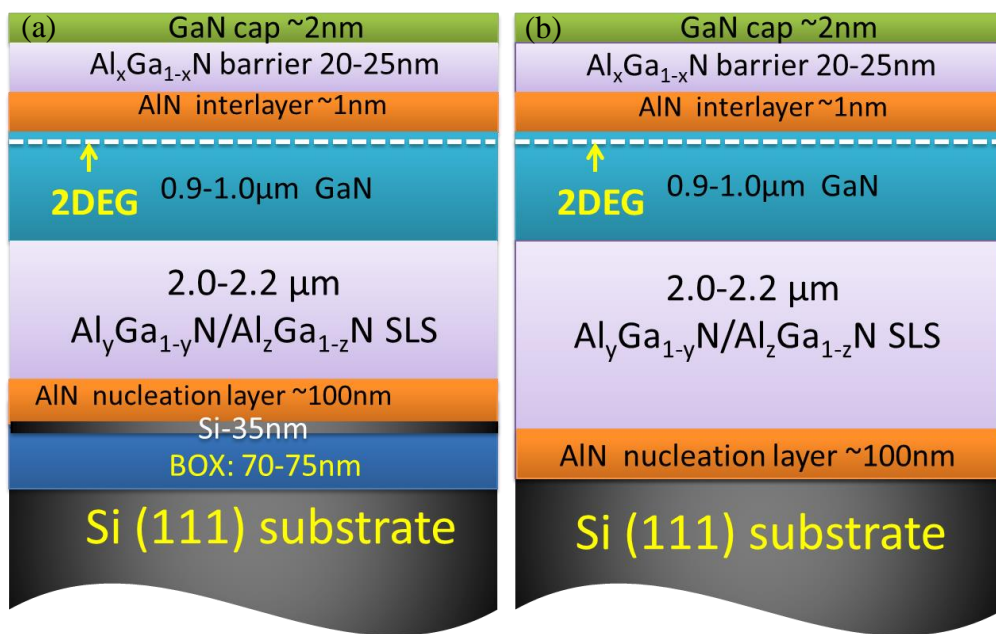 (a)
GaN cap ~2nm
AlxGa1-xN barrier 20-25nm
AlN interlayer ~1nm
2DEG
0.9-1.0µm GaN
2.0-2.2 µm
AlyGa1-yN/AlzGa1-zN SLS
AlN nucleation layer ~100nm
Si-35nm
BOX: 70-75nm
Si (111) substrate
(b)
GaN cap ~2nm
AlxGa1-xN barrier 20-25nm
AlN interlayer ~1nm
2DEG
0.9-1.0µm GaN
2.0-2.2 µm
AlyGa1-yN/AlzGa1-zN SLS
AlN nucleation layer ~100nm
Si (111) substrate